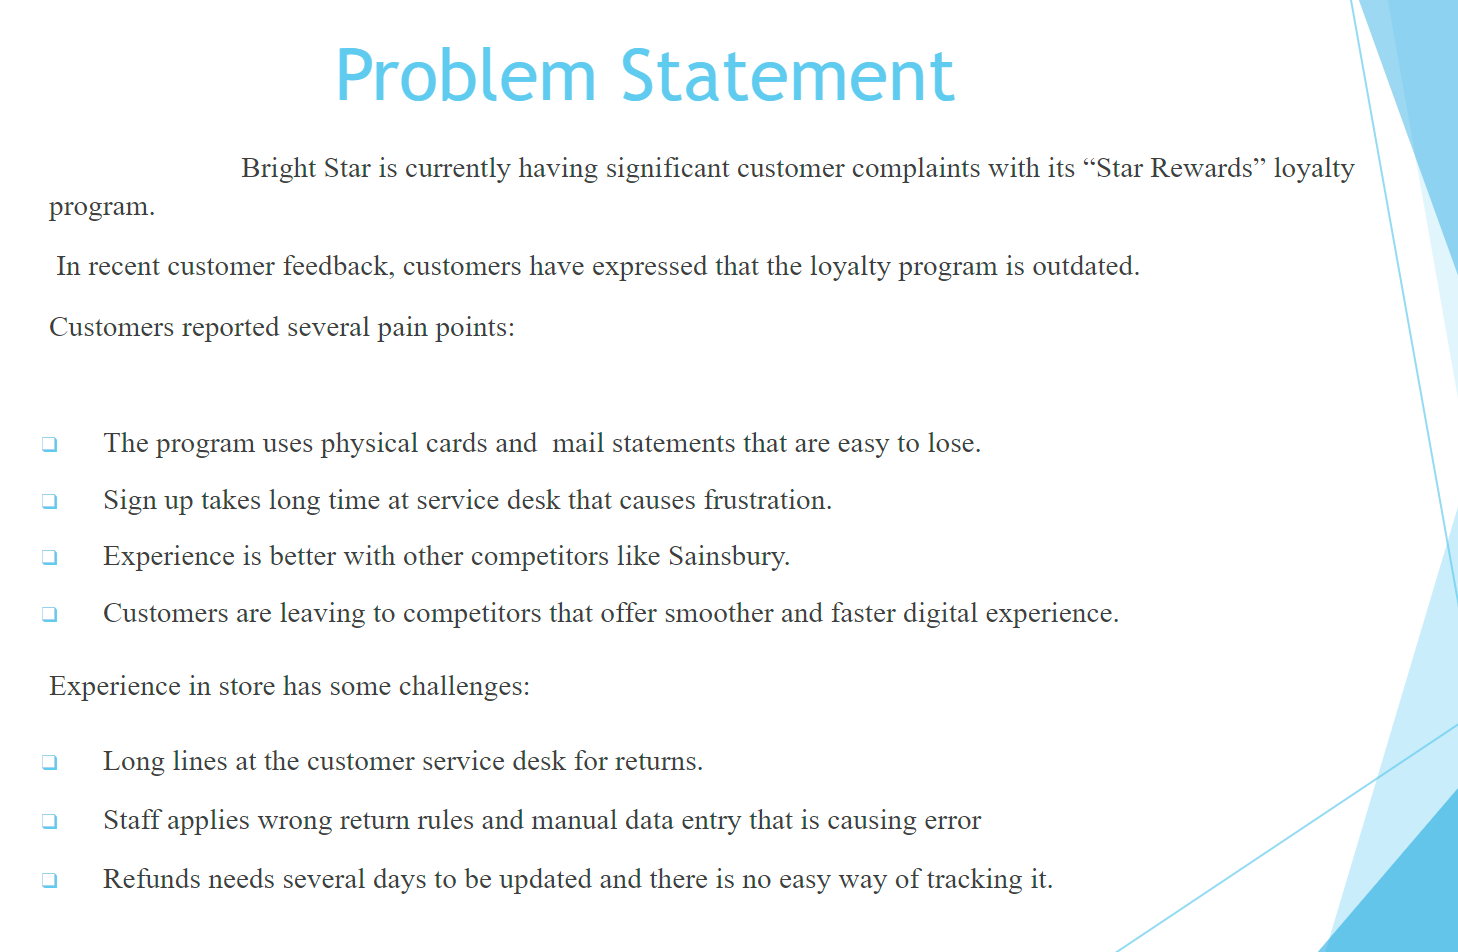 Problem Statement
Bright Star is currently having significant customer complaints with its “Star Rewards” loyalty
program.
In recent customer feedback, customers have expressed that the loyalty program is outdated.
Customers reported several pain points:
The program uses physical cards and  mail statements that are easy to lose.
Sign up takes long time at service desk that causes frustration.
Experience is better with other competitors like Sainsbury.
Customers are leaving to competitors that offer smoother and faster digital experience.
Experience in store has some challenges:
Long lines at the customer service desk for returns.
Staff applies wrong return rules and manual data entry that is causing error
Refunds needs several days to be updated and there is no easy way of tracking it.